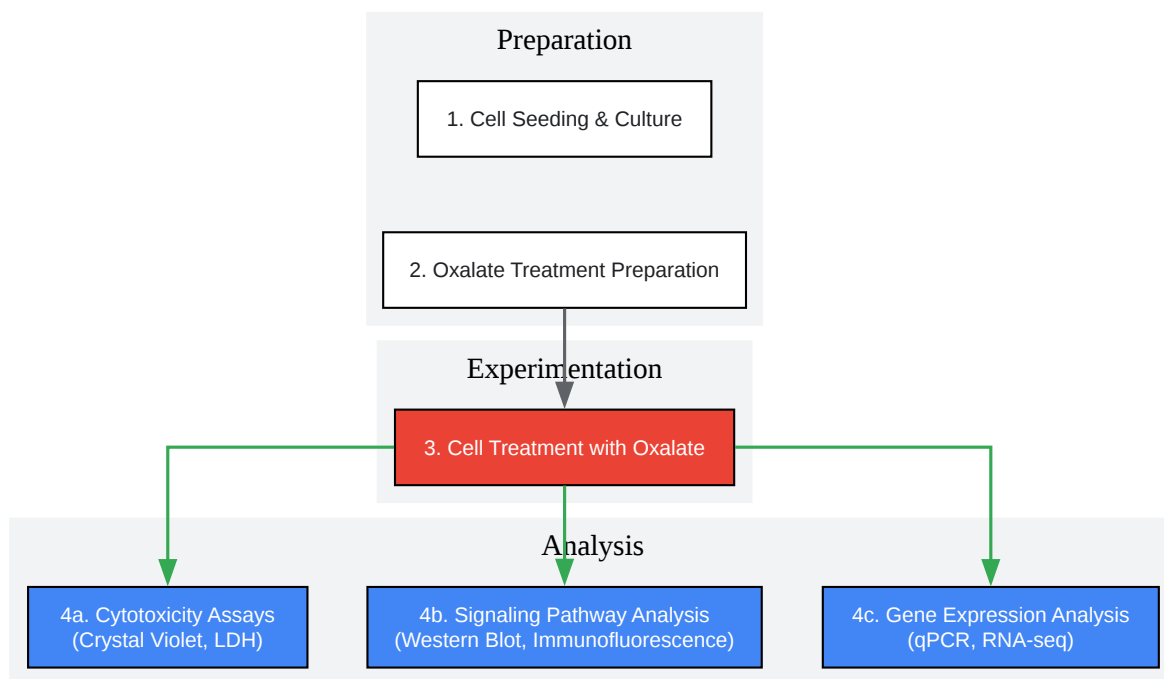 Preparation
1. Cell Seeding & Culture
2. Oxalate Treatment Preparation
Experimentation
3. Cell Treatment with Oxalate
Analysis
4a. Cytotoxicity Assays
(Crystal Violet, LDH)
4b. Signaling Pathway Analysis
(Western Blot, Immunofluorescence)
4c. Gene Expression Analysis
(qPCR, RNA-seq)